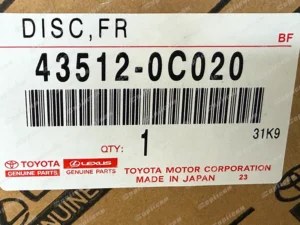 DISC,FR
BF
43512-0C020
QTY:
1
31K9
TOYOTA
GENUINE PARTS
LEXUS
GENUINE PARTS
TOYOTA MOTOR CORPORATION
MADE IN JAPAN 23